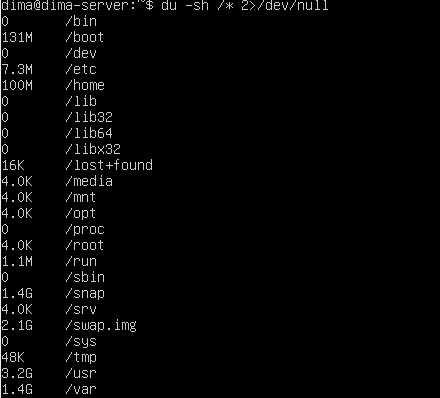 dima@dima-server:~$ du -sh /* 2>/dev/null
0 /bin
131M /boot
0 /dev
7.3M /etc
100M /home
0 /lib
0 /lib32
0 /lib64
0 /libx32
16K /lost+found
4.0K /media
4.0K /mnt
4.0K /opt
0 /proc
4.0K /root
1.1M /run
0 /sbin
1.4G /snap
4.0K /srv
2.1G /swap.img
0 /sys
48K /tmp
3.2G /usr
1.4G /var